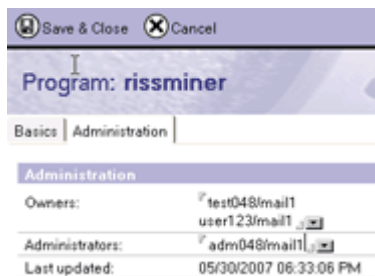 Save & Close Cancel
Program: rissminer
Basics Administration
Administration
Owners: test048/mail1
user123/mail1
Administrators: adm048/mail1
Last updated: 05/30/2007 06:33:06 PM